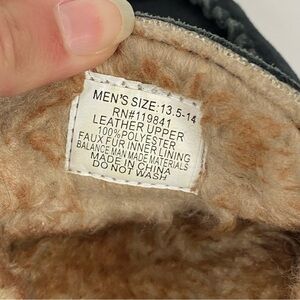 MEN'S SIZE:13.5-14
RN#119841
LEATHER UPPER
100%POLYESTER
FAUX FUR INNER LINING
BALANCE MAN MADE MATERIALS
MADE IN CHINA
DO NOT WASH